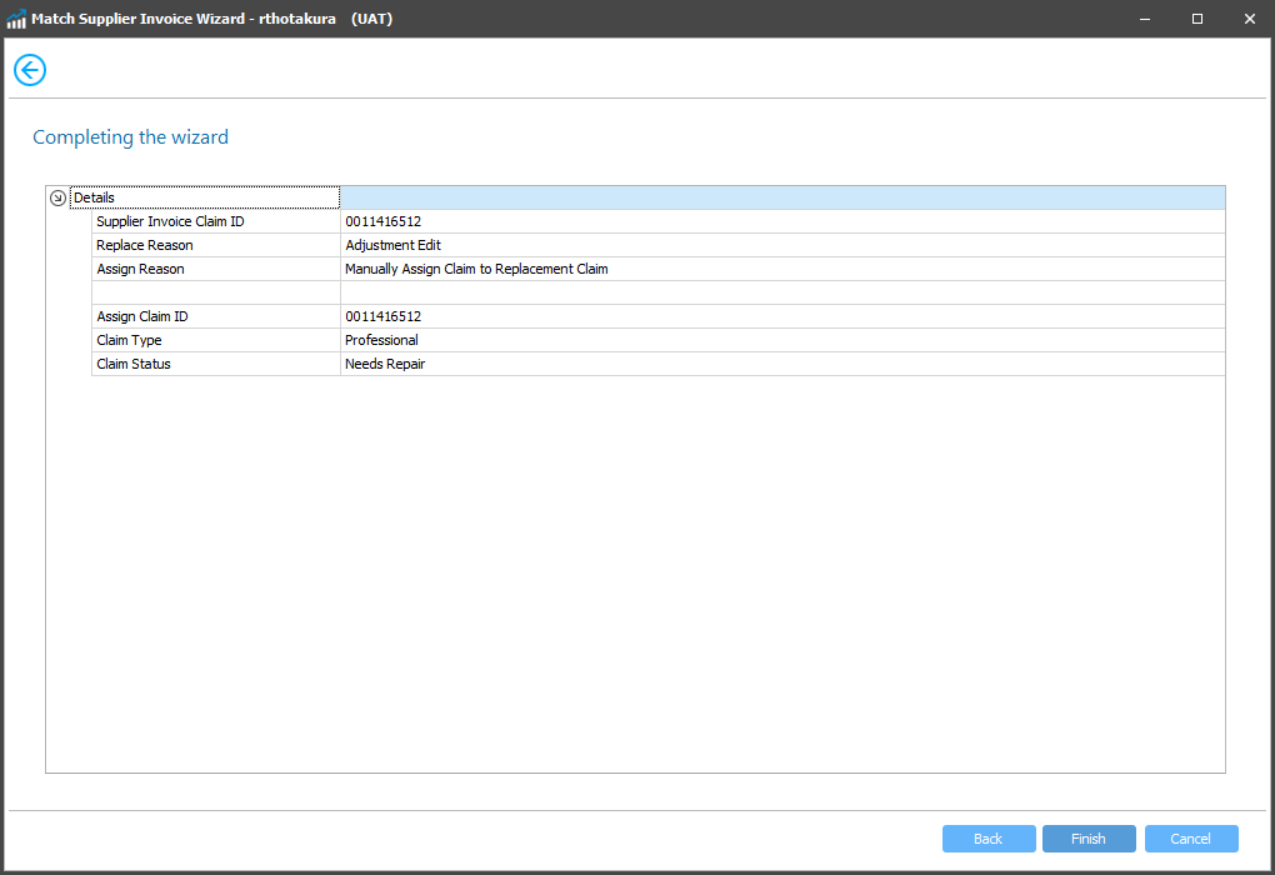 Match Supplier Invoice Wizard - rthotakura (UAT)
Completing the wizard
Details
Supplier Invoice Claim ID 0011416512
Replace Reason Adjustment Edit
Assign Reason Manually Assign Claim to Replacement Claim
Assign Claim ID 0011416512
Claim Type Professional
Claim Status Needs Repair
Back Finish Cancel